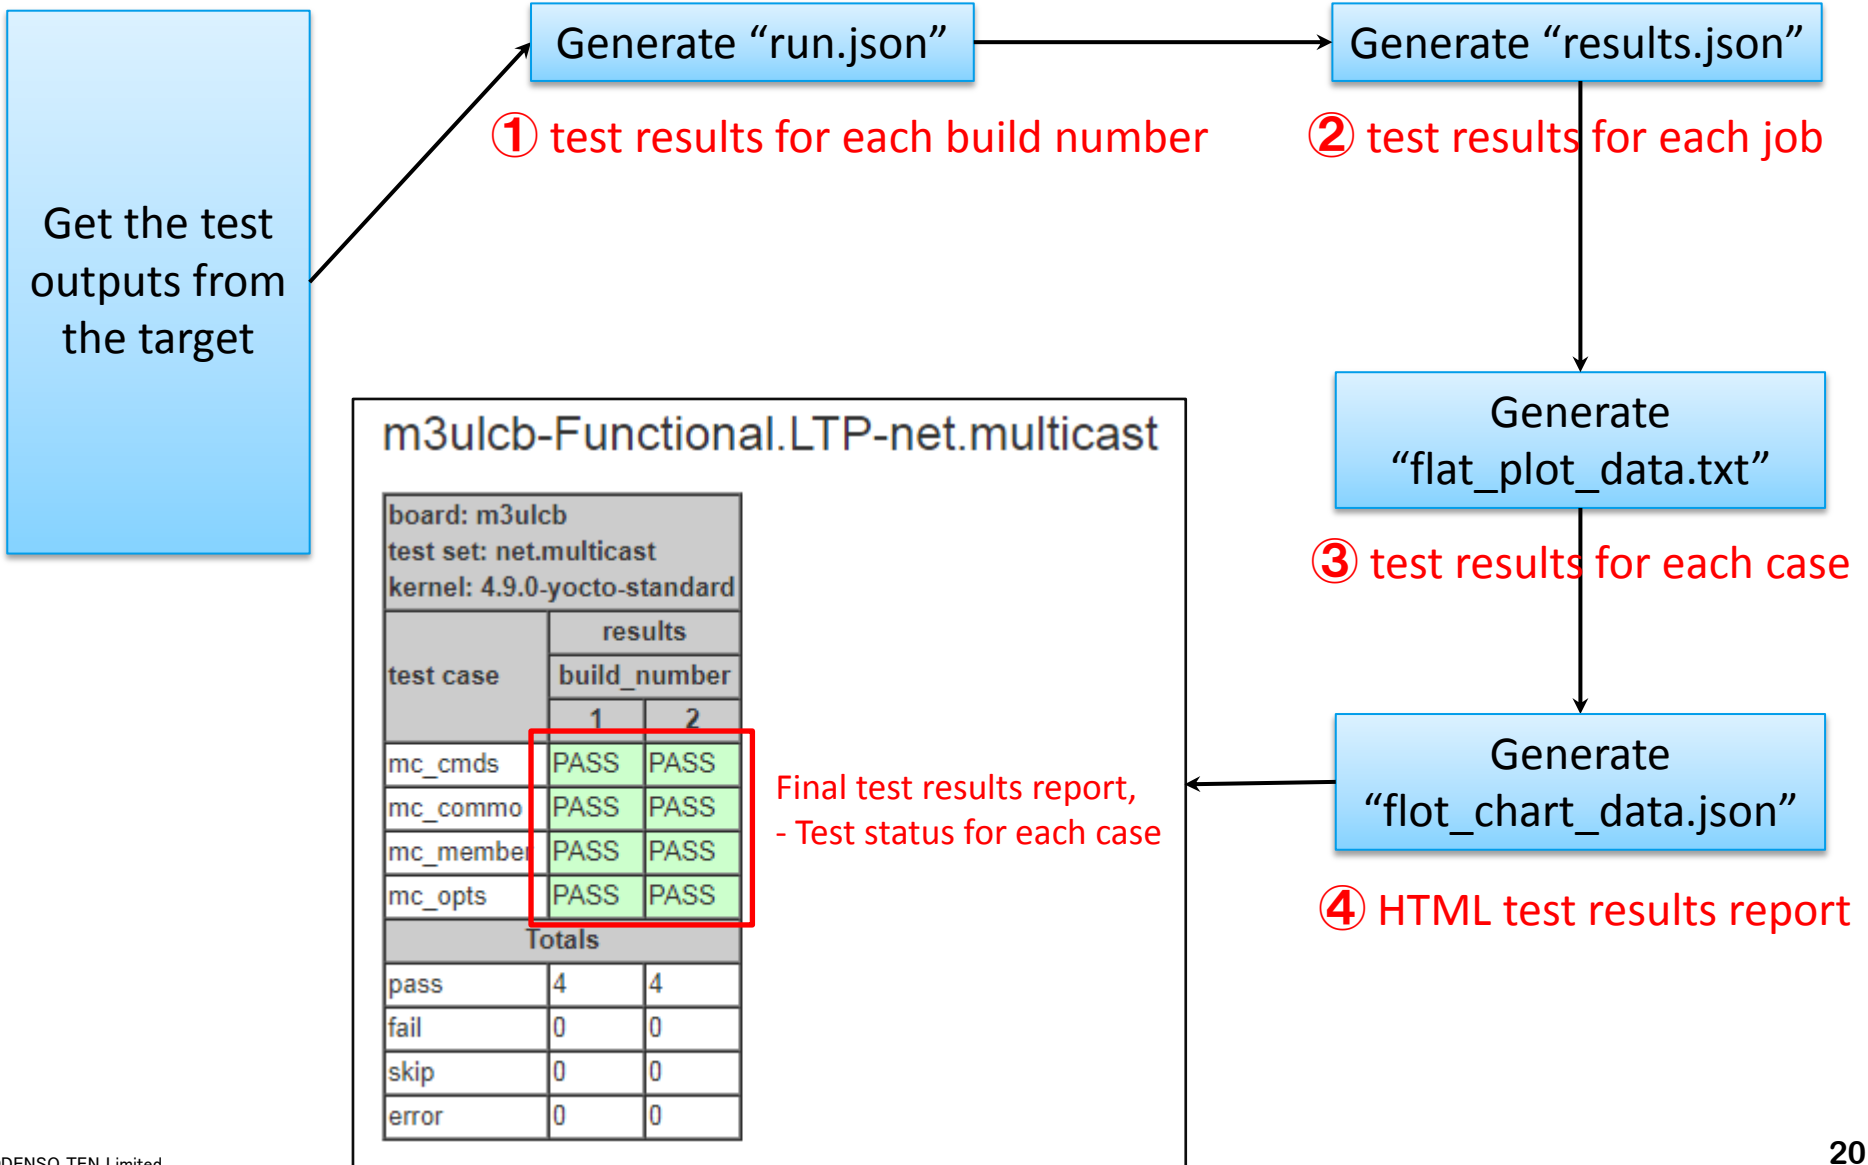 Get the test
outputs from
the target
Generate “run.json”
① test results for each build number
Generate “results.json”
② test results for each job
Generate
“flat_plot_data.txt”
③ test results for each case
Generate
“flot_chart_data.json”
④ HTML test results report
m3ulcb-Functional.LTP-net.multicast
board: m3ulcb
test set: net.multicast
kernel: 4.9.0-yocto-standard
test case
results
build_number
1 2
mc_cmds PASS PASS
mc_commo PASS PASS
mc_member PASS PASS
mc_opts PASS PASS
Totals
pass 4 4
fail 0 0
skip 0 0
error 0 0
Final test results report,
- Test status for each case
DENSO TEN Limited
20